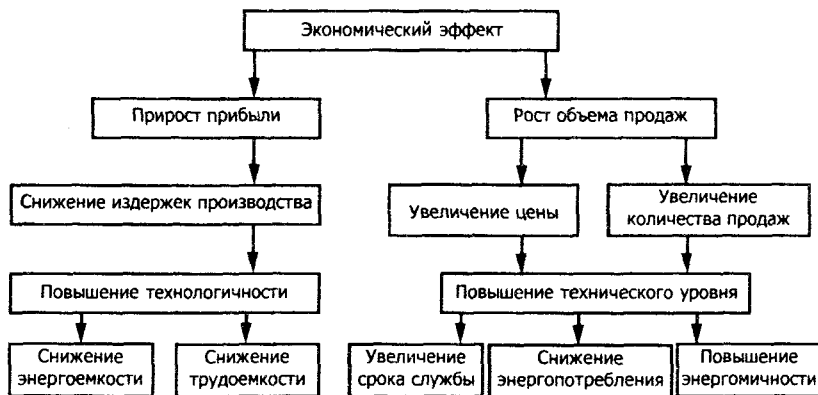 Экономический эффект
Прирост прибыли
Рост объема продаж
Снижение издержек производства
Увеличение цены
Увеличение
количества продаж
Повышение технологичности
Повышение технического уровня
Снижение
энергоемкости
Снижение
трудоемкости
Увеличение
срока службы
Снижение
энергопотребления
Повышение
энергомичности